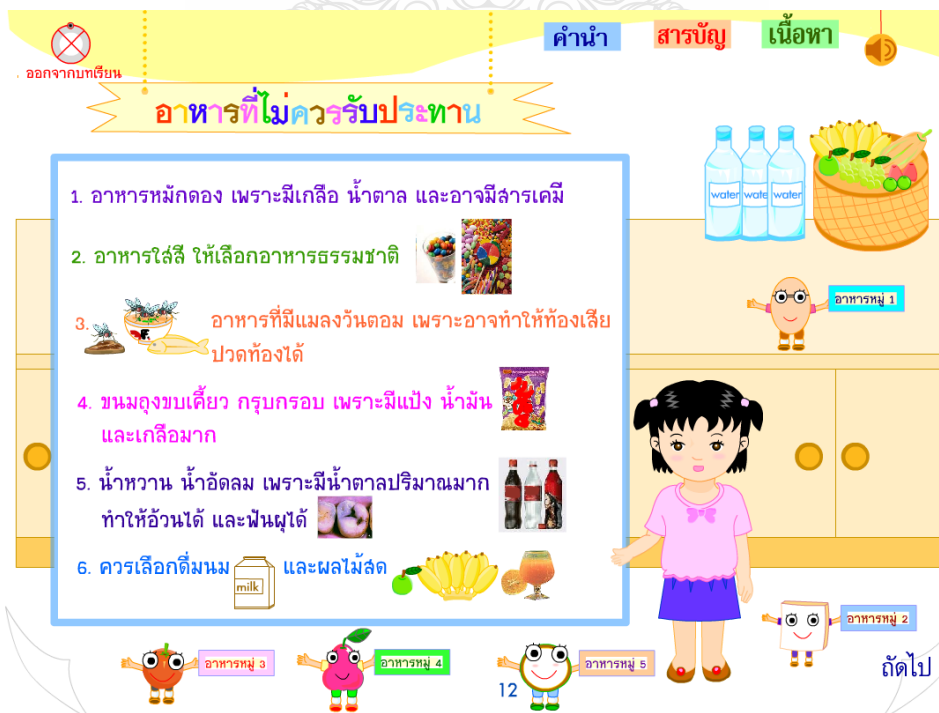 คำนำ
สารบัญ
เนื้อหา
ออกจากบทเรียน
อาหารที่ไม่ควรรับประทาน
1. อาหารหมักดอง เพราะมีเกลือ น้ำตาล และอาจมีสารเคมี
2. อาหารใส่สี ให้เลือกอาหารธรรมชาติ
3. อาหารที่มีแมลงวันตอม เพราะอาจทำให้ท้องเสีย
ปวดท้องได้
4. ขนมถุงขบเคี้ยว กรุบกรอบ เพราะมีแป้ง น้ำมัน
และเกลือมาก
5. น้ำหวาน น้ำอัดลม เพราะมีน้ำตาลปริมาณมาก
ทำให้อ้วนได้ และฟันผุได้
6. ควรเลือกดื่มนม milk และผลไม้สด
water water water
อาหารหมู่ 1
อาหารหมู่ 2
อาหารหมู่ 3
อาหารหมู่ 4
อาหารหมู่ 5
12
ถัดไป